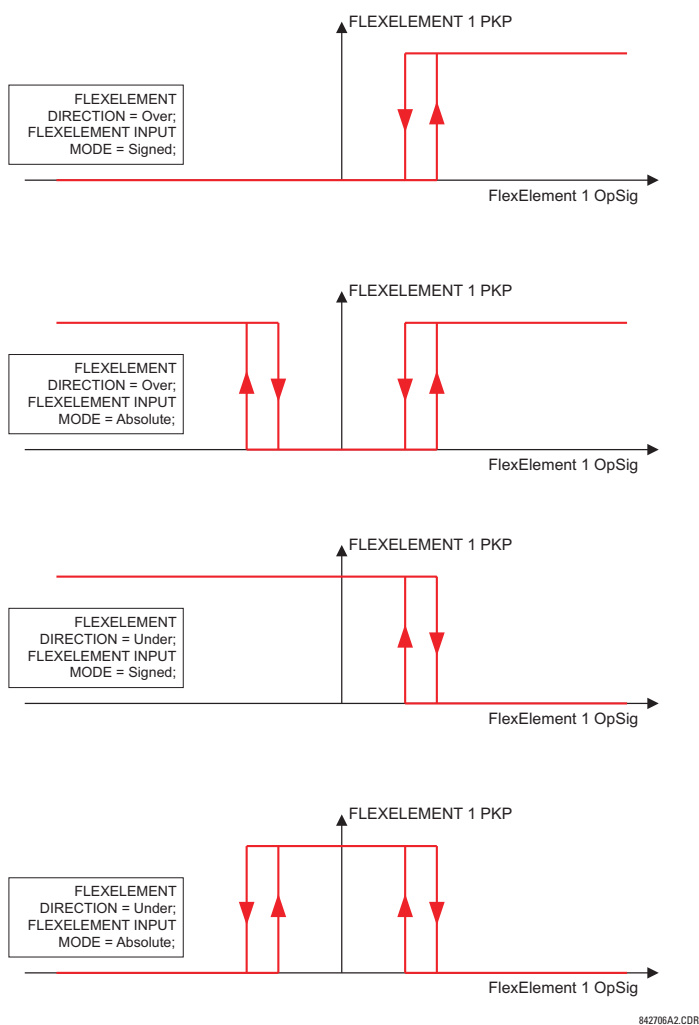 FLEXELEMENT 1 PKP
FLEXELEMENT
DIRECTION = Over;
FLEXELEMENT INPUT
MODE = Signed;
FlexElement 1 OpSig
FLEXELEMENT 1 PKP
FLEXELEMENT
DIRECTION = Over;
FLEXELEMENT INPUT
MODE = Absolute;
FlexElement 1 OpSig
FLEXELEMENT 1 PKP
FLEXELEMENT
DIRECTION = Under;
FLEXELEMENT INPUT
MODE = Signed;
FlexElement 1 OpSig
FLEXELEMENT 1 PKP
FLEXELEMENT
DIRECTION = Under;
FLEXELEMENT INPUT
MODE = Absolute;
FlexElement 1 OpSig
842706A2.CDR